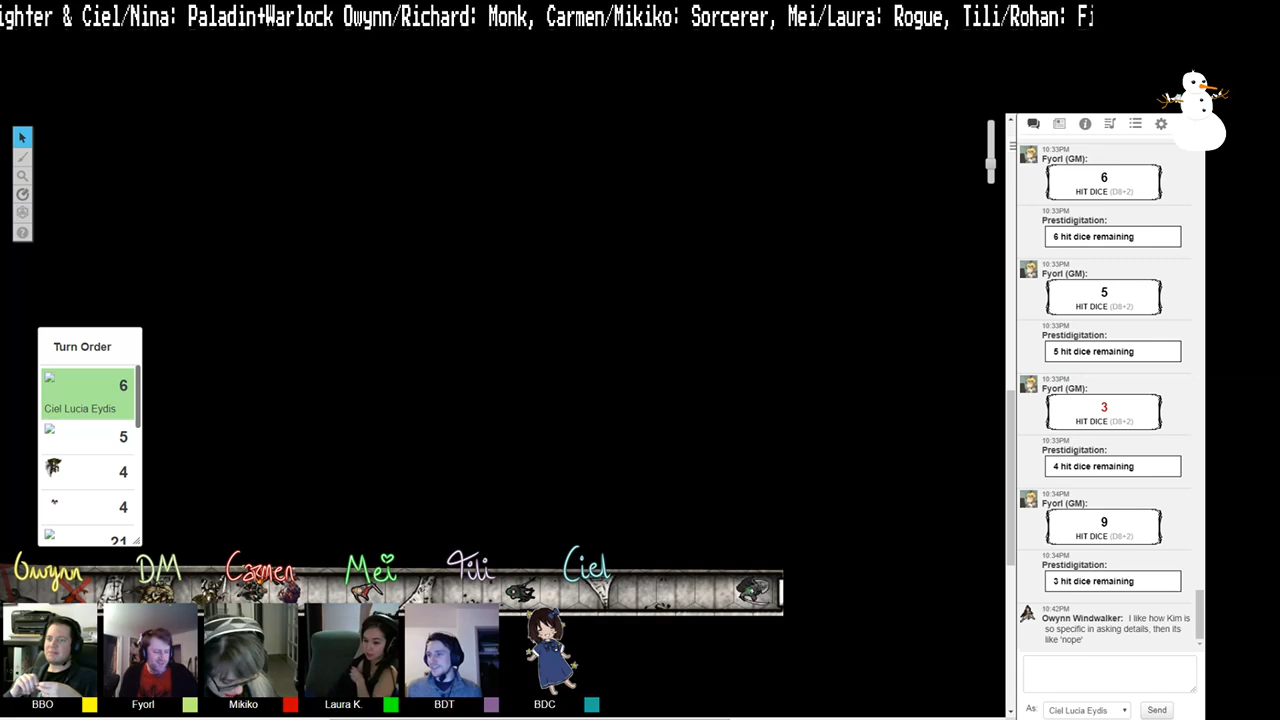 ighter & Ciel/Nina: Paladin+Warlock Owynn/Richard: Monk, Carmen/Mikiko: Sorcerer, Mei/Laura: Rogue, Tili/Rohan: Fi
10:33PM
Fyorl (GM):
6
HIT DICE (D8+2)
10:33PM
Prestidigitation:
6 hit dice remaining
10:33PM
Fyorl (GM):
5
HIT DICE (D8+2)
10:33PM
Prestidigitation:
5 hit dice remaining
10:33PM
Fyorl (GM):
3
HIT DICE (D8+2)
10:33PM
Prestidigitation:
4 hit dice remaining
10:34PM
Fyorl (GM):
9
HIT DICE (D8+2)
10:34PM
Prestidigitation:
3 hit dice remaining
10:42PM
Owynn Windwalker: I like how Kim is
so specific in asking details, then its
like 'nope'
As: Ciel Lucia Eydis Send
Turn Order
6
Ciel Lucia Eydis
5
4
4
21
Owynn DM Carmen Mei Tili Ciel
BBO Fyorl Mikiko Laura K. BDT BDC